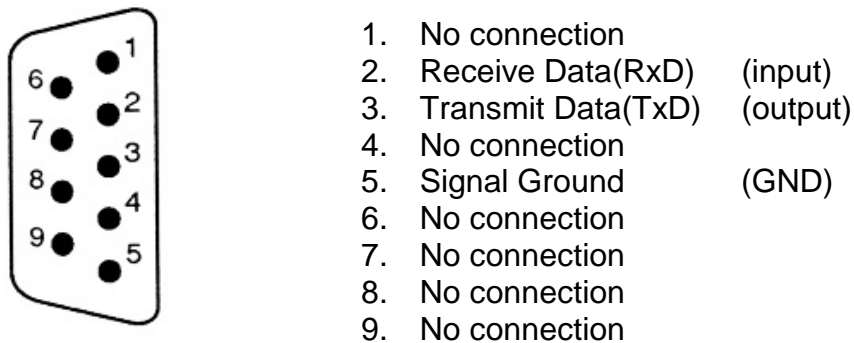 1
6
2
7
3
8
4
9
5
1. No connection
2. Receive Data(RxD) (input)
3. Transmit Data(TxD) (output)
4. No connection
5. Signal Ground (GND)
6. No connection
7. No connection
8. No connection
9. No connection